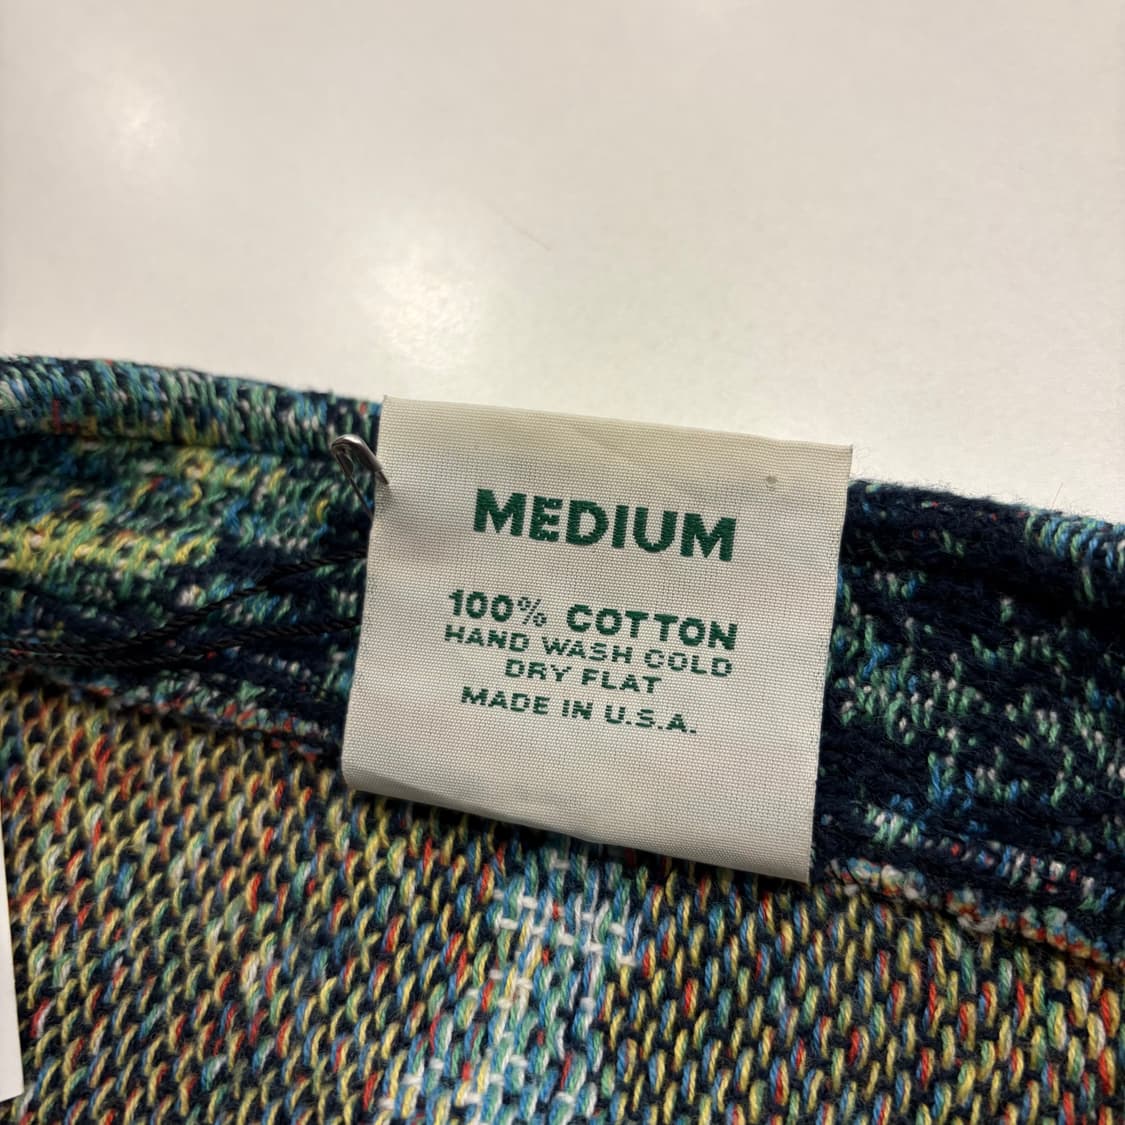 MEDIUM
100% COTTON
HAND WASH COLD
DRY FLAT
MADE IN U.S.A.